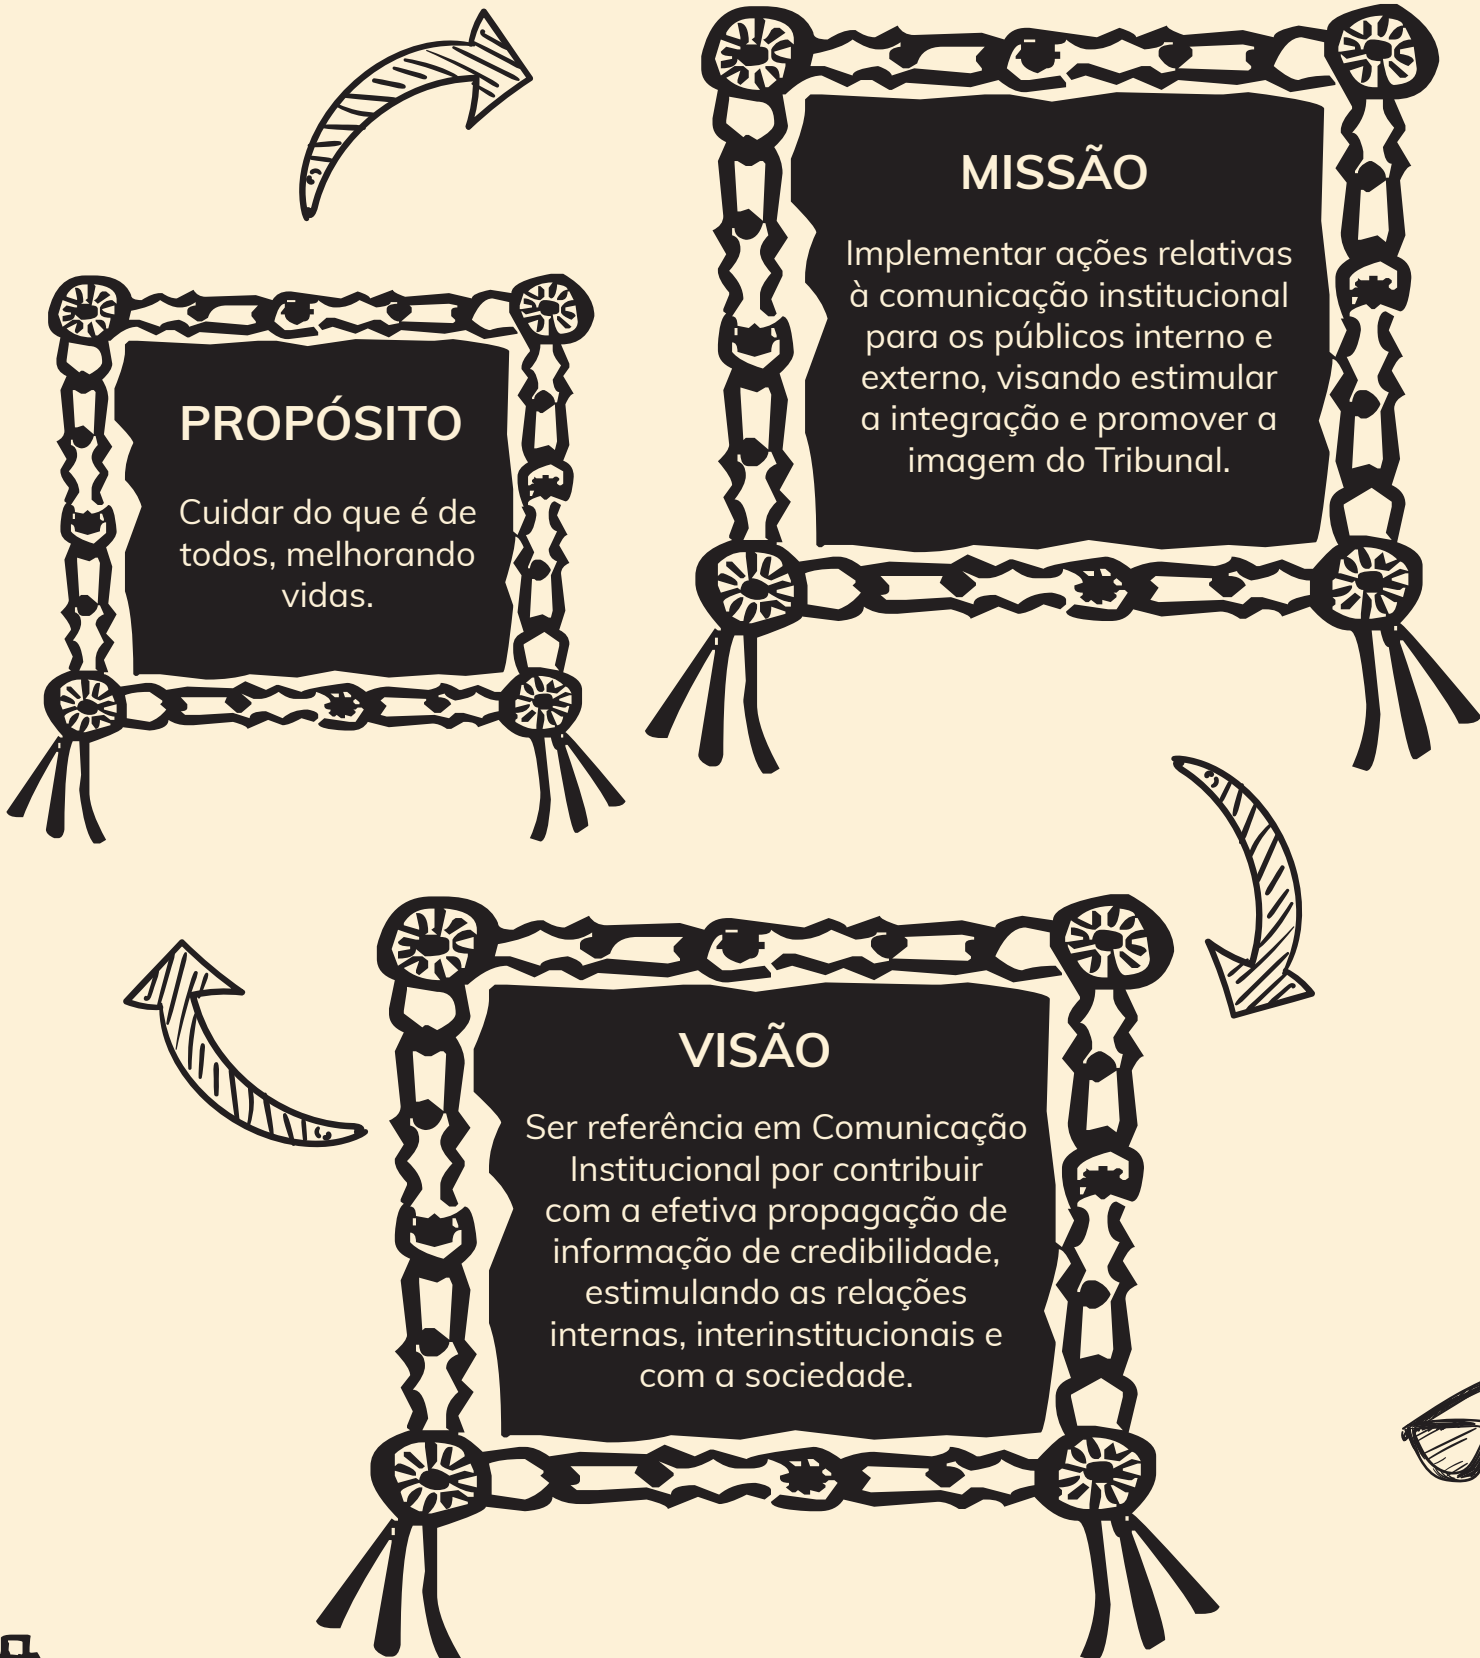 PROPÓSITO
Cuidar do que é de
todos, melhorando
vidas.
MISSÃO
Implementar ações relativas
à comunicação institucional
para os públicos interno e
externo, visando estimular
a integração e promover a
imagem do Tribunal.
VISÃO
Ser referência em Comunicação
Institucional por contribuir
com a efetiva propagação de
informação de credibilidade,
estimulando as relações
internas, interinstitucionais e
com a sociedade.